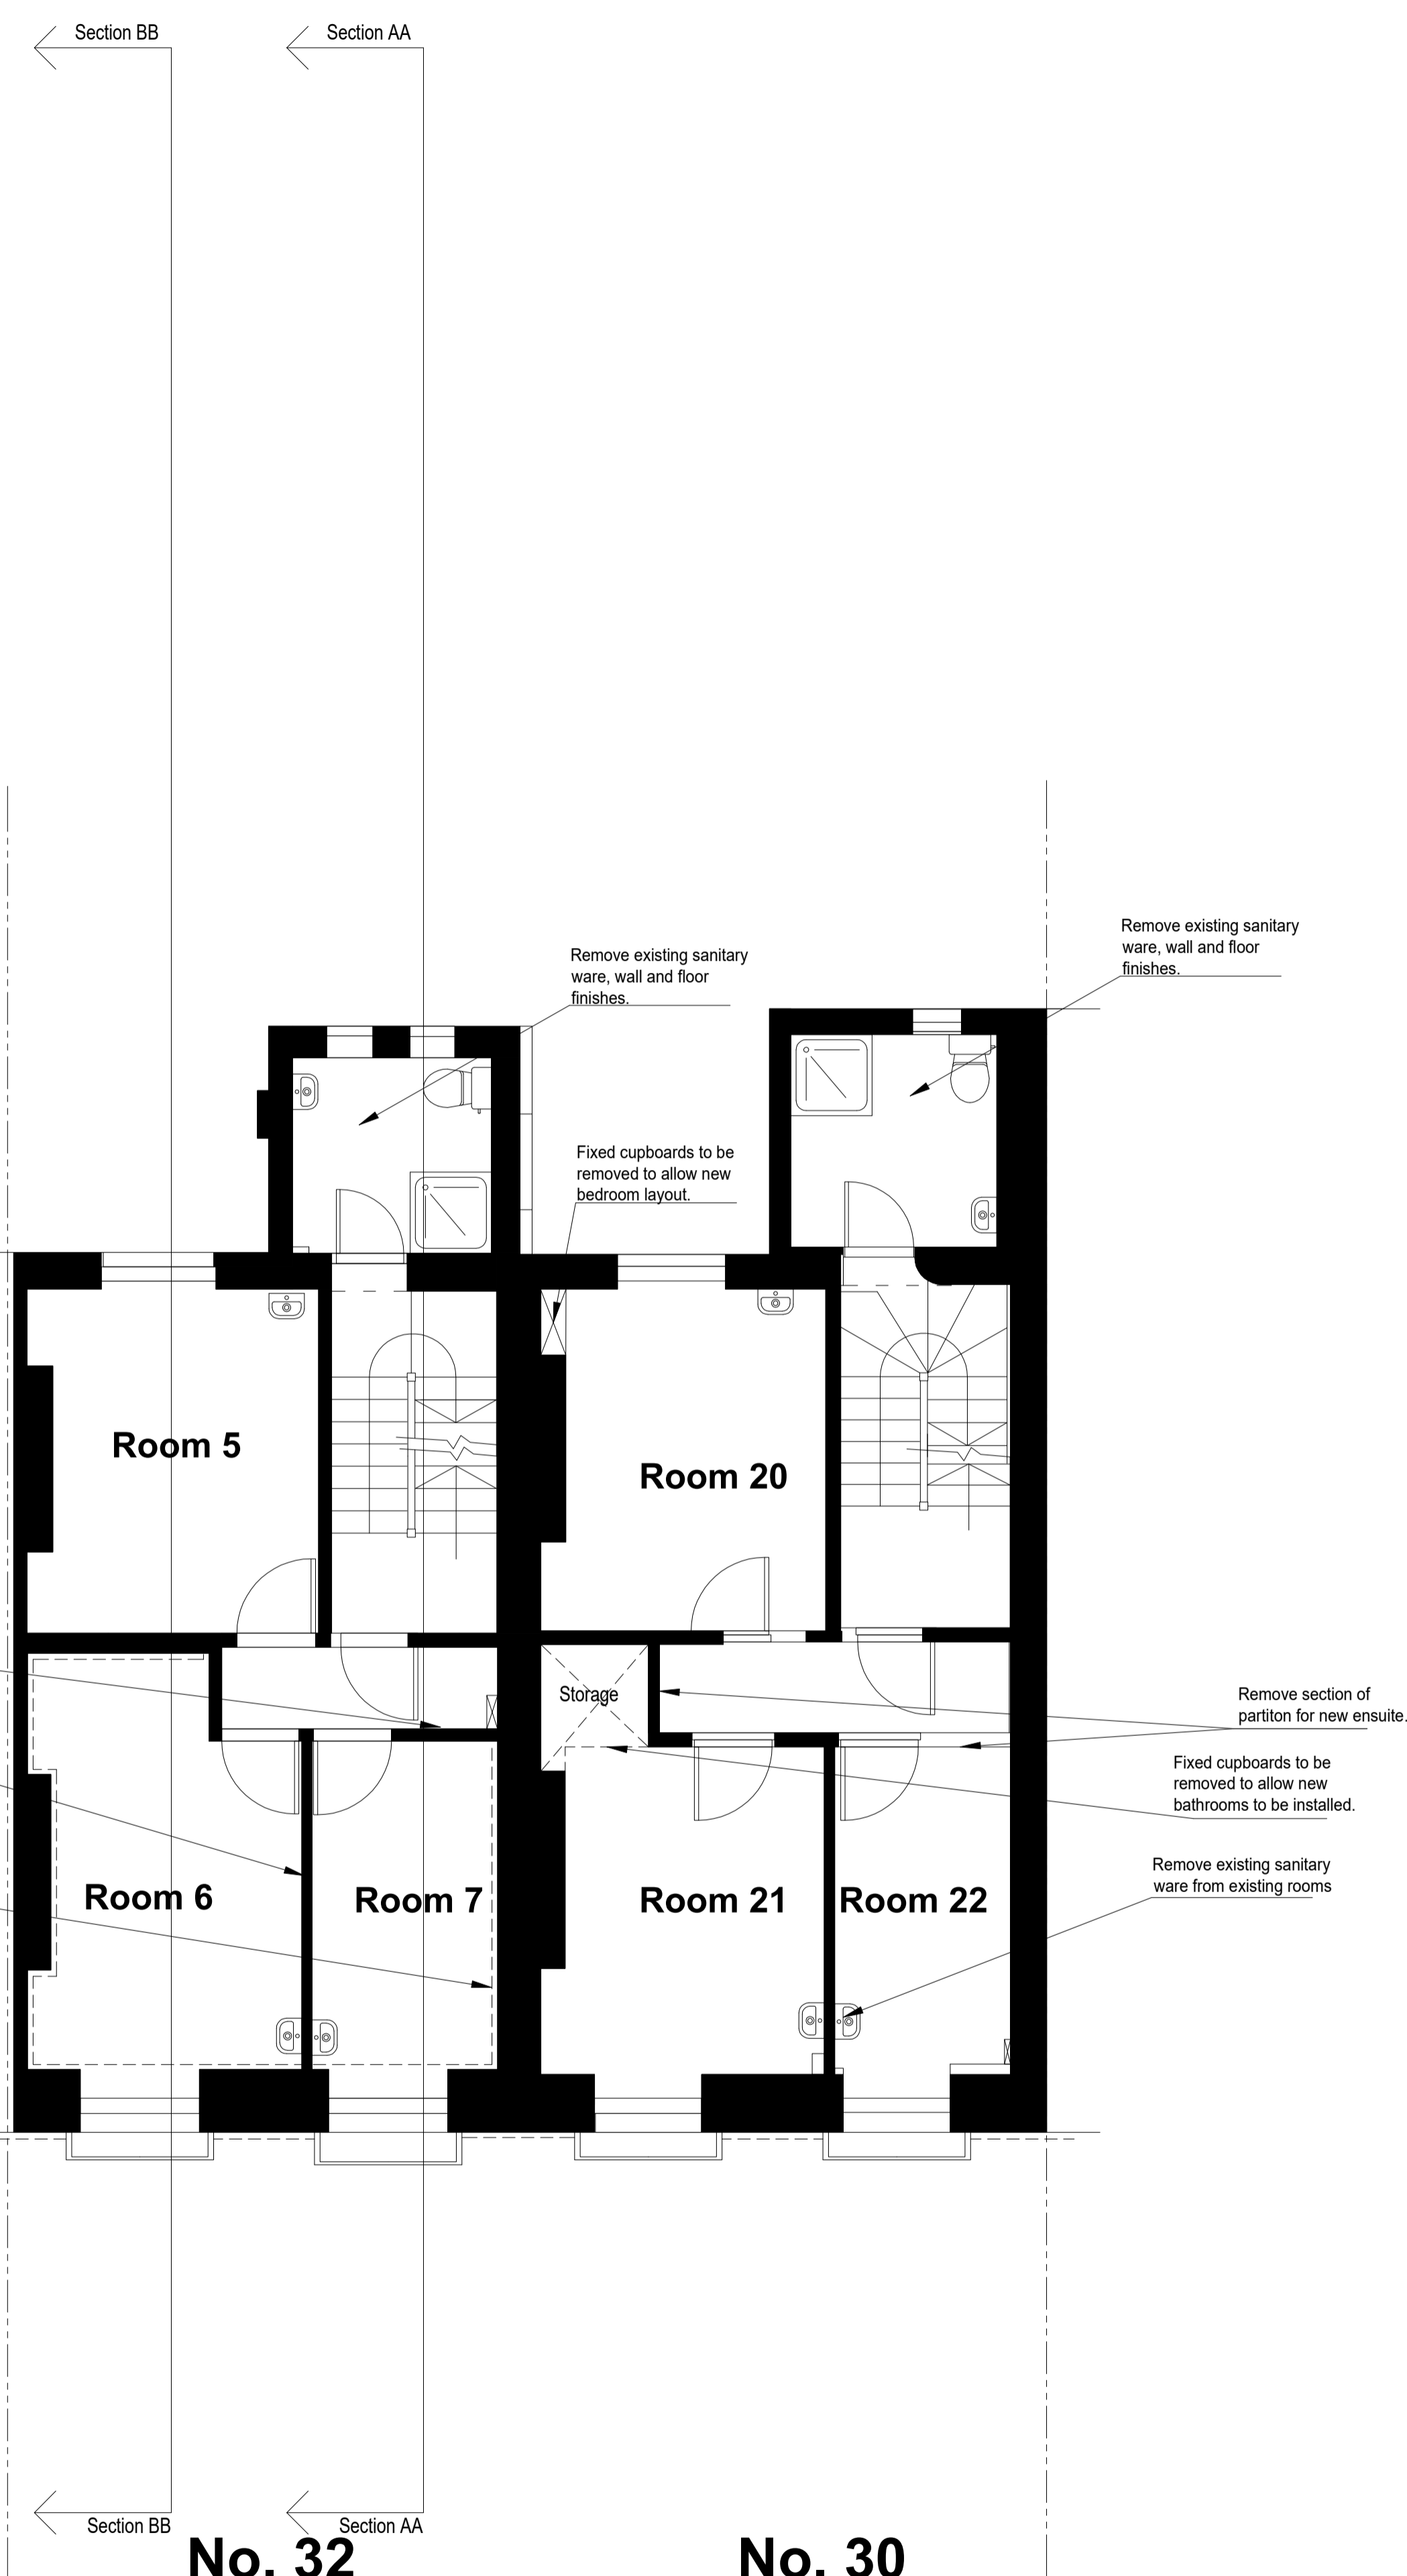 Section BB
Section AA
Remove existing sanitary
ware, wall and floor
finishes.
Remove existing sanitary
ware, wall and floor
finishes.
Fixed cupboards to be
removed to allow new
bedroom layout.
Room 5
Room 20
Storage
Remove section of
partiton for new ensuite.
Fixed cupboards to be
removed to allow new
bathrooms to be installed.
Remove existing sanitary
ware from existing rooms
Room 6
Room 7
Room 21
Room 22
Section BB
Section AA
No. 32
No. 30